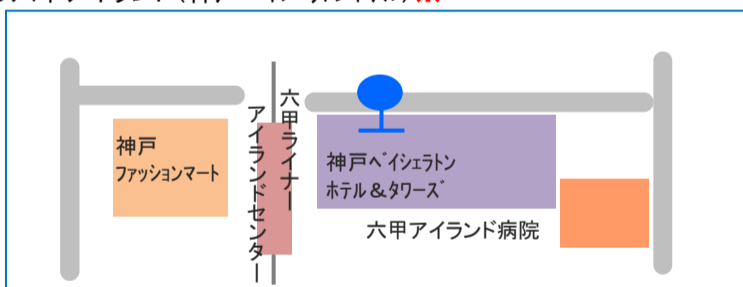 神戸
ファッションマート
アイランドセンター
六甲ライナー
神戸ベイシェラトン
ホテル＆タワーズ
六甲アイランド病院